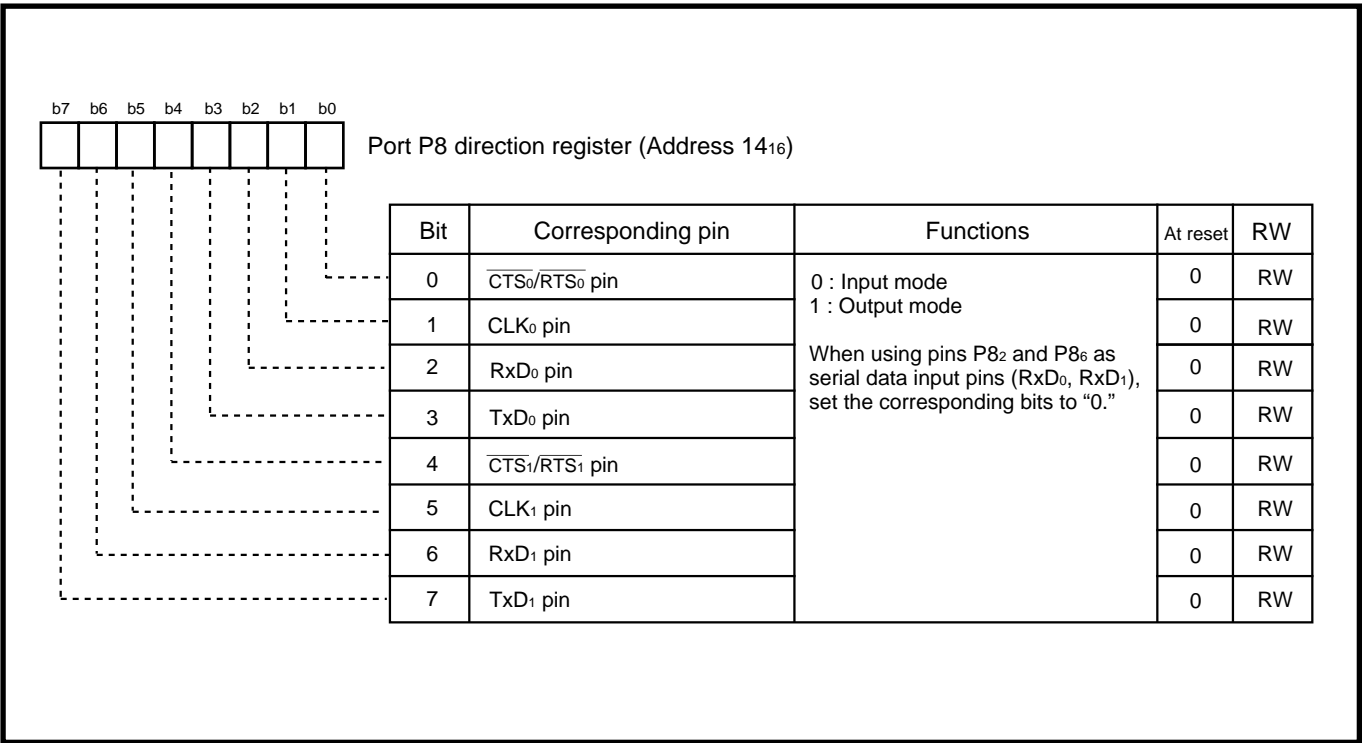 b7 b6 b5 b4 b3 b2 b1 b0
Port P8 direction register (Address 14₁₆)
Bit Corresponding pin Functions At reset RW
0 C̅T̅S̅₀/R̅T̅S̅₀ pin 0 RW
1 CLK₀ pin 0 RW
2 RxD₀ pin 0 RW
3 TxD₀ pin 0 RW
4 C̅T̅S̅₁/R̅T̅S̅₁ pin 0 RW
5 CLK₁ pin 0 RW
6 RxD₁ pin 0 RW
7 TxD₁ pin 0 RW
0 : Input mode
1 : Output mode
When using pins P8₂ and P8₆ as
serial data input pins (RxD₀, RxD₁),
set the corresponding bits to “0.”